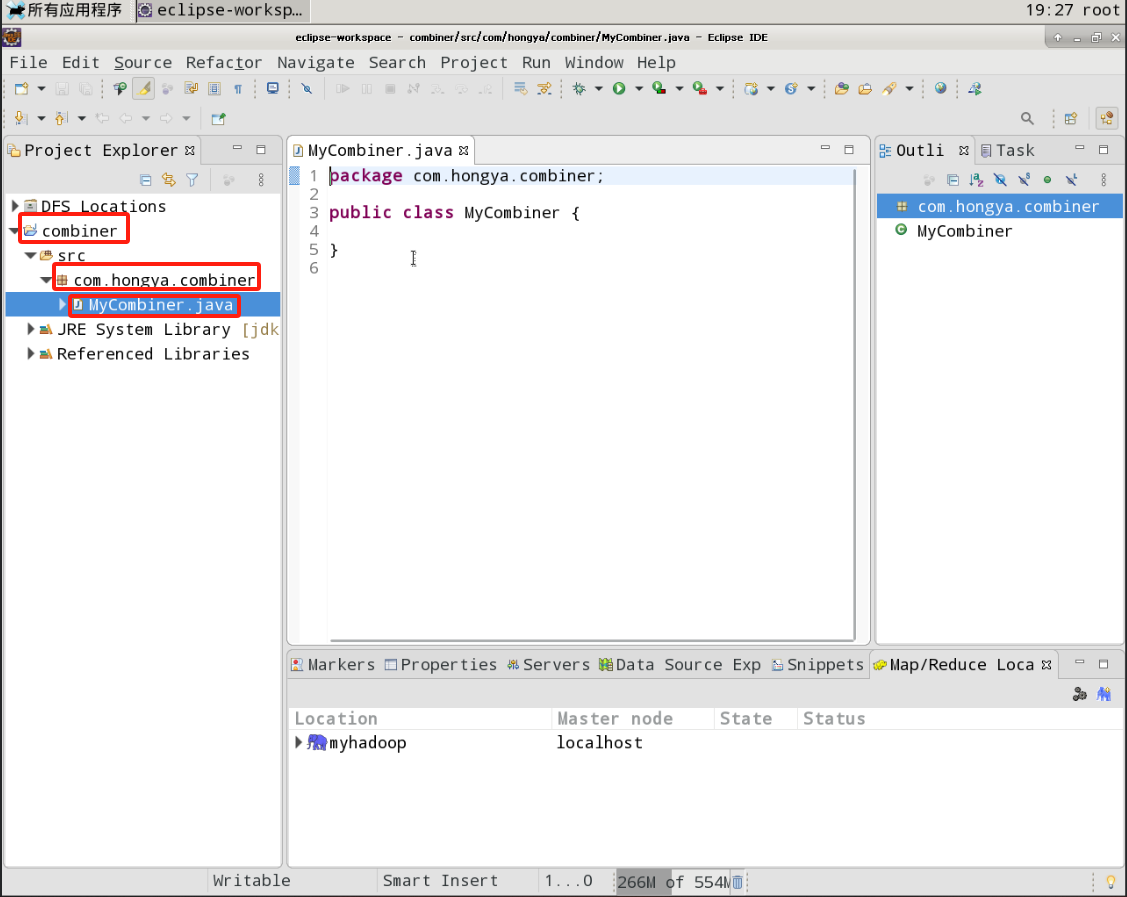 所有应用程序 eclipse-worksp... 19:27 root
eclipse-workspace - combiner/src/com/hongya/combiner/MyCombiner.java - Eclipse IDE
File Edit Source Refactor Navigate Search Project Run Window Help
Project Explorer
DFS Locations
combiner
src
com.hongya.combiner
MyCombiner.java
JRE System Library [jdk
Referenced Libraries
MyCombiner.java
1 package com.hongya.combiner;
2
3 public class MyCombiner {
4
5 }
6
Outli Task
com.hongya.combiner
MyCombiner
Markers Properties Servers Data Source Exp Snippets Map/Reduce Loca
Location Master node State Status
myhadoop localhost
Writable Smart Insert 1...0 266M of 554M